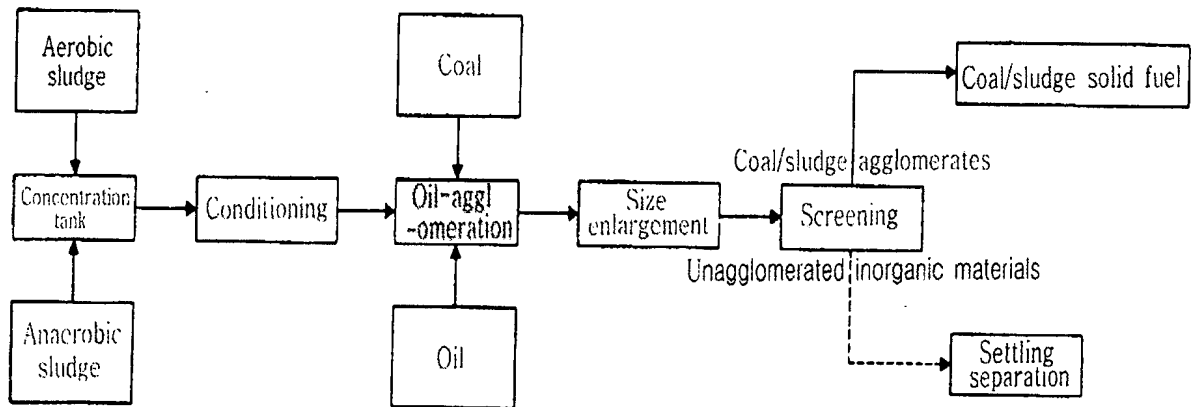 Aerobic
sludge
Coal
Coal/sludge solid fuel
Coal/sludge agglomerates
Concentration
tank
Conditioning
Oil-aggl
-omeration
Size
enlargement
Screening
Unagglomerated inorganic materials
Anaerobic
sludge
Oil
Settling
separation